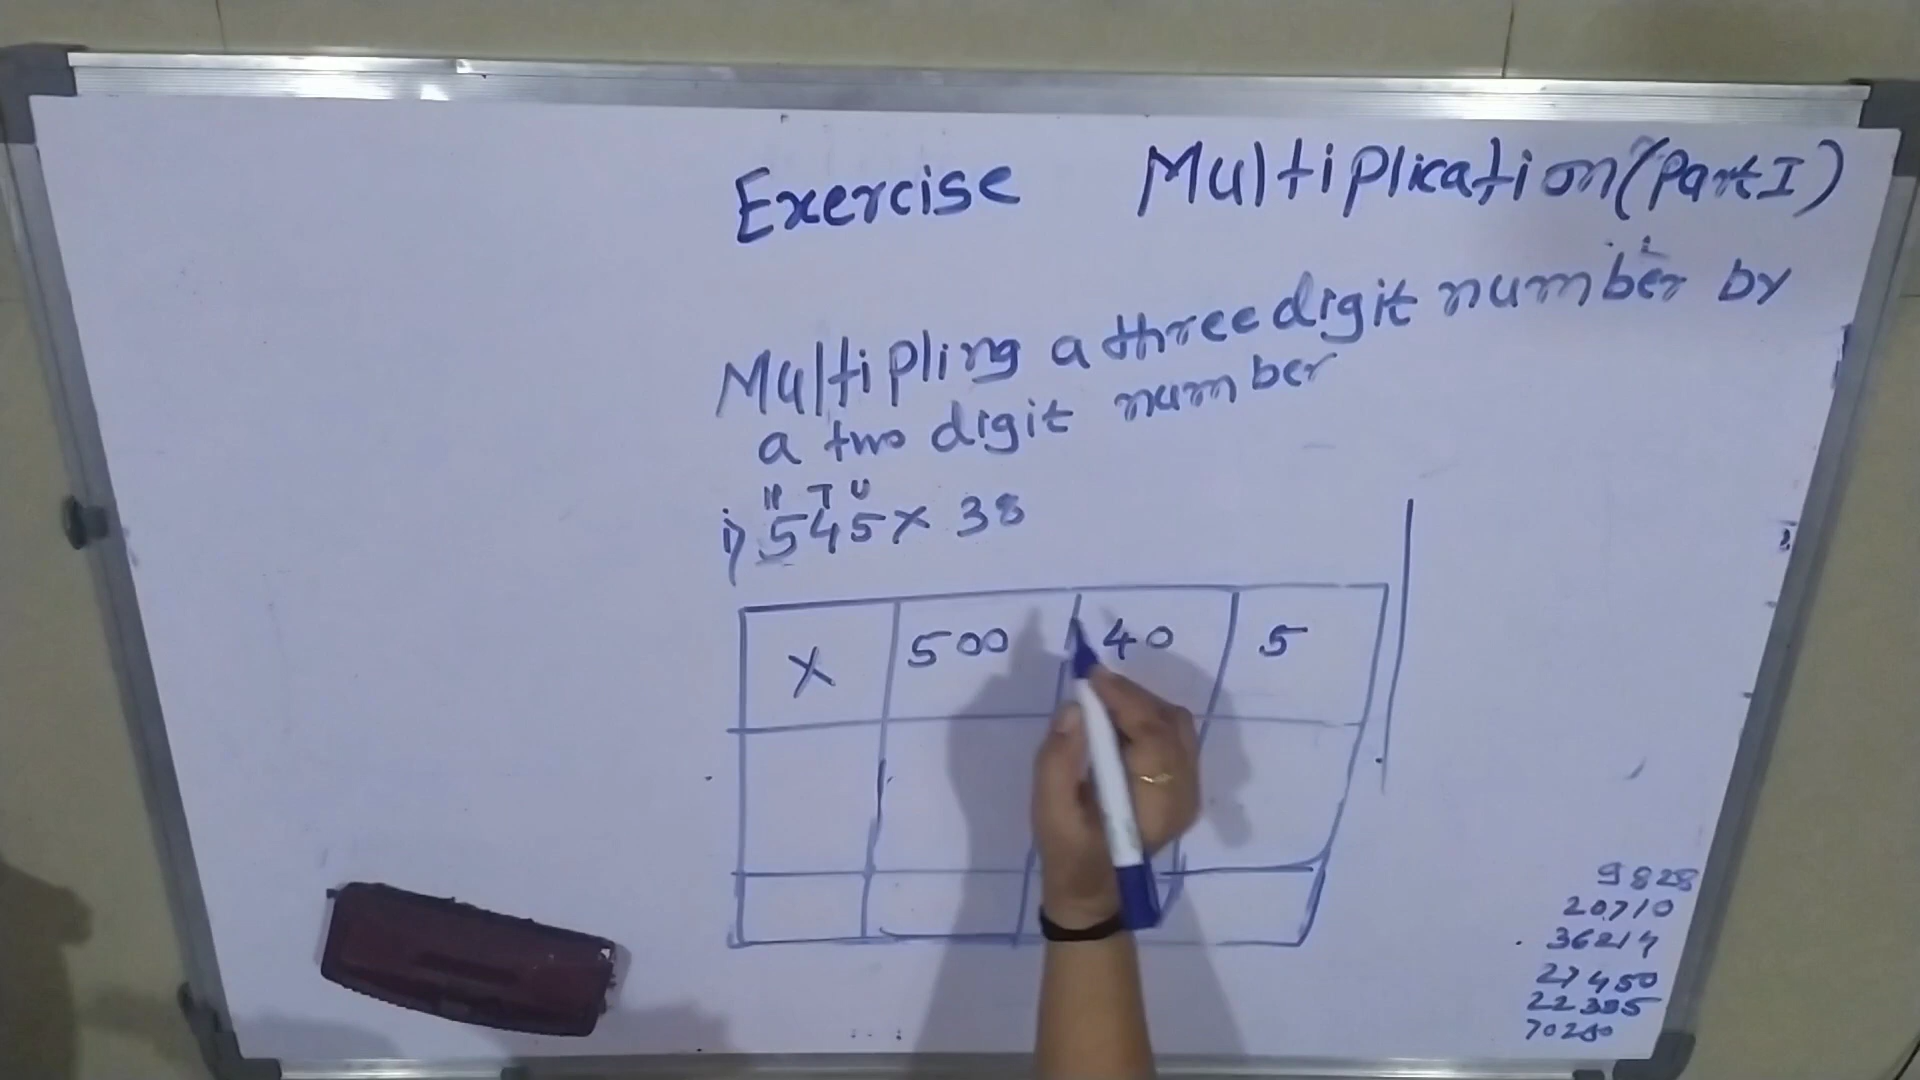 Exercise Multiplication (Part I)
Multipling a three digit number by
a two digit number
H T U
i) 545 x 38
X 500 40 5
9828
20710
36214
27450
22385
70280